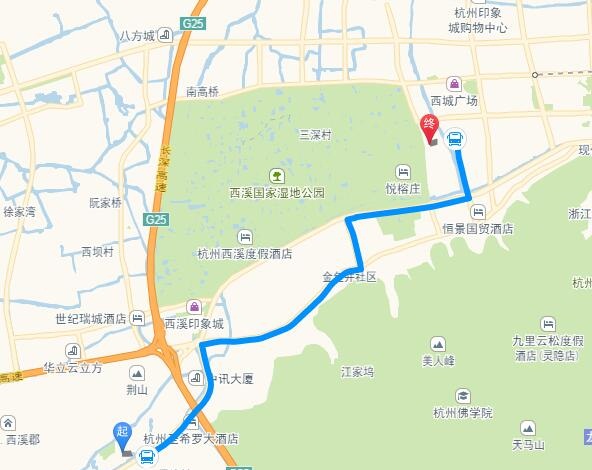 G25
八方城
杭州印象
城购物中心
南高桥
西城广场
三深村
终
西溪国家湿地公园
悦榕庄
阮家桥
徐家湾
G25
恒景国贸酒店
浙江
西坝村
杭州西溪度假酒店
金鱼井社区
杭州
西溪印象城
世纪瑞城酒店
九里云松度假
酒店(灵隐店)
华立云立方
美人峰
高速
中讯大厦
江家坞
荆山
杭州佛学院
西溪郡
起
杭州圣希罗大酒店
天马山